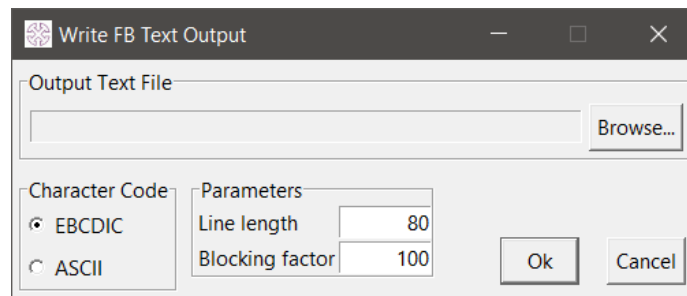 Write FB Text Output
Output Text File
Browse...
Character Code
EBCDIC
ASCII
Parameters
Line length 80
Blocking factor 100
Ok
Cancel